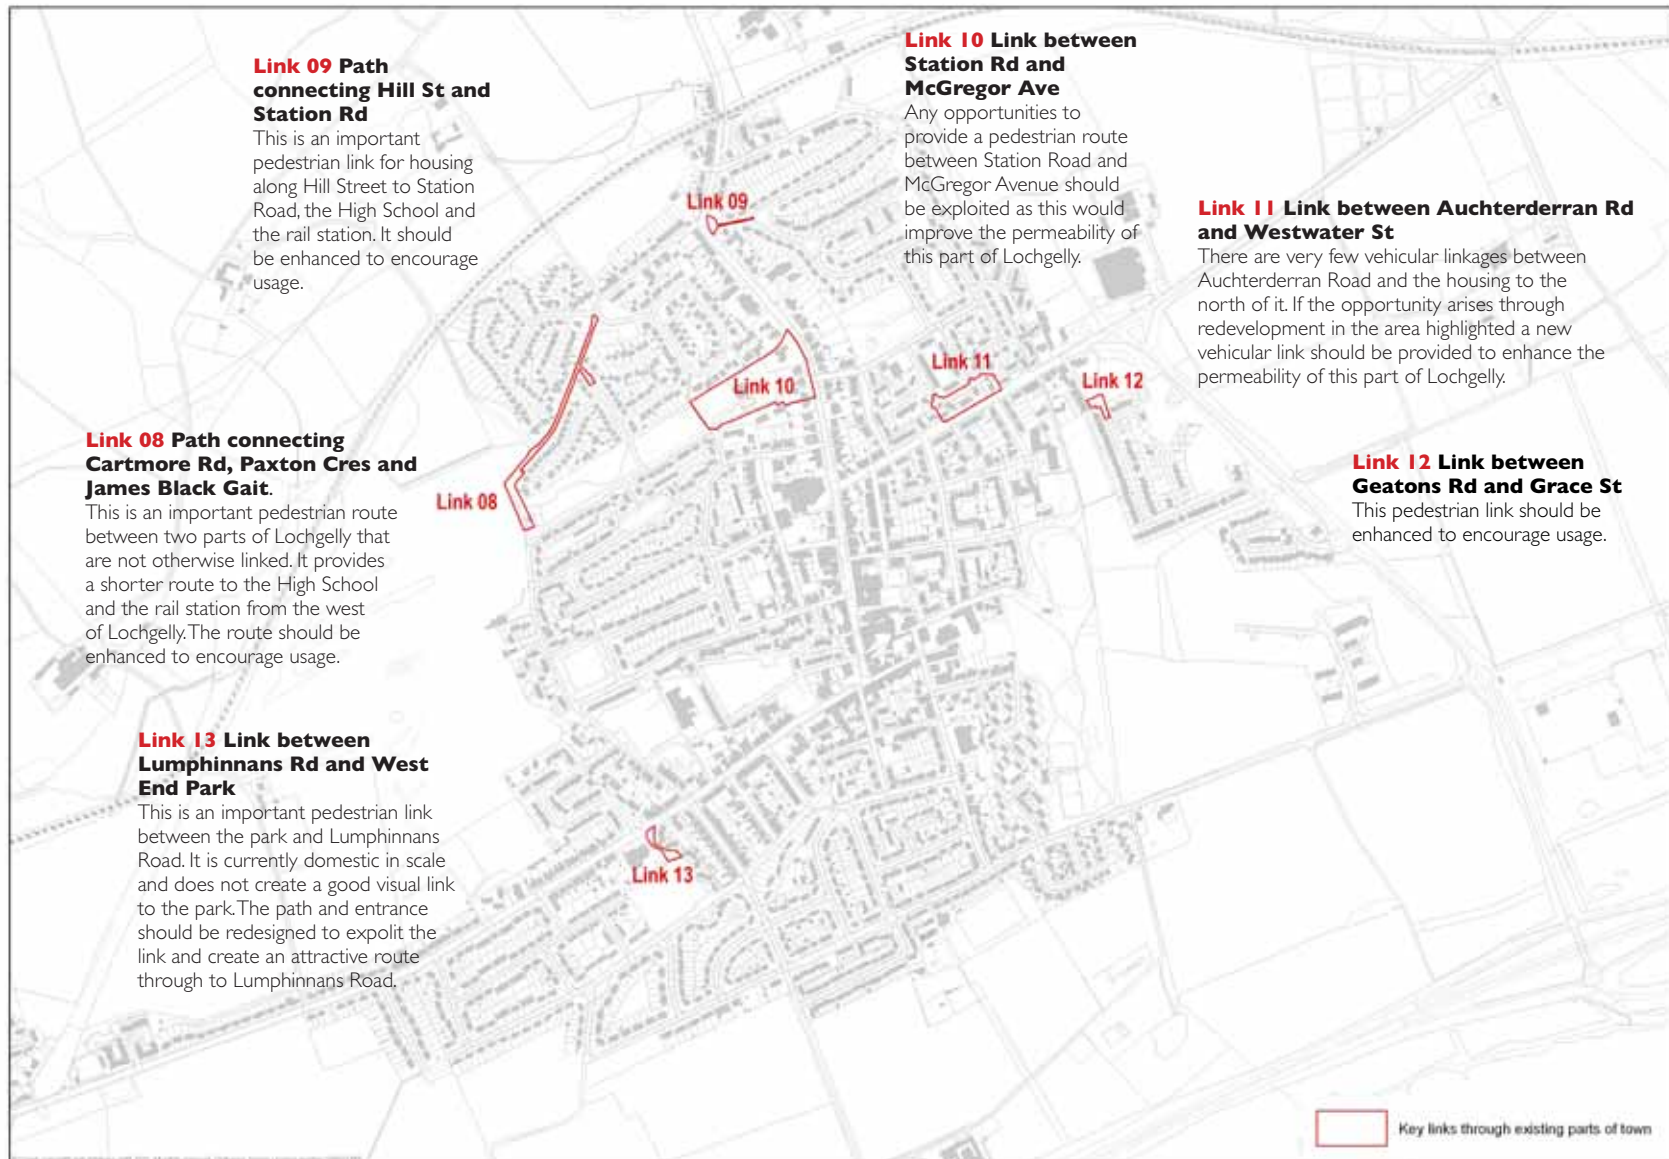 Link 09 Path
connecting Hill St and
Station Rd
This is an important
pedestrian link for housing
along Hill Street to Station
Road, the High School and
the rail station. It should
be enhanced to encourage
usage.
Link 10 Link between
Station Rd and
McGregor Ave
Any opportunities to
provide a pedestrian route
between Station Road and
McGregor Avenue should
be exploited as this would
improve the permeability of
this part of Lochgelly.
Link 11 Link between Auchterderran Rd
and Westwater St
There are very few vehicular linkages between
Auchterderran Road and the housing to the
north of it. If the opportunity arises through
redevelopment in the area highlighted a new
vehicular link should be provided to enhance the
permeability of this part of Lochgelly.
Link 09
Link 10
Link 11
Link 12
Link 08 Path connecting
Cartmore Rd, Paxton Cres and
James Black Gait.
This is an important pedestrian route
between two parts of Lochgelly that
are not otherwise linked. It provides
a shorter route to the High School
and the rail station from the west
of Lochgelly. The route should be
enhanced to encourage usage.
Link 08
Link 12 Link between
Geatons Rd and Grace St
This pedestrian link should be
enhanced to encourage usage.
Link 13 Link between
Lumphinnans Rd and West
End Park
This is an important pedestrian link
between the park and Lumphinnans
Road. It is currently domestic in scale
and does not create a good visual link
to the park. The path and entrance
should be redesigned to expolit the
link and create an attractive route
through to Lumphinnans Road.
Link 13
Key links through existing parts of town